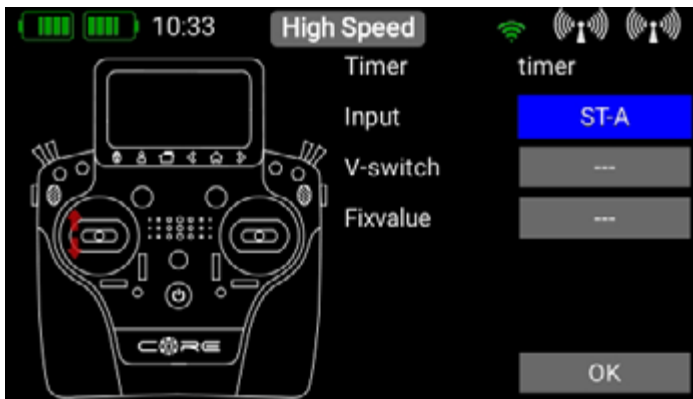 10:33 High Speed
Timer timer
Input ST-A
V-switch ---
Fixvalue ---
CORE
OK